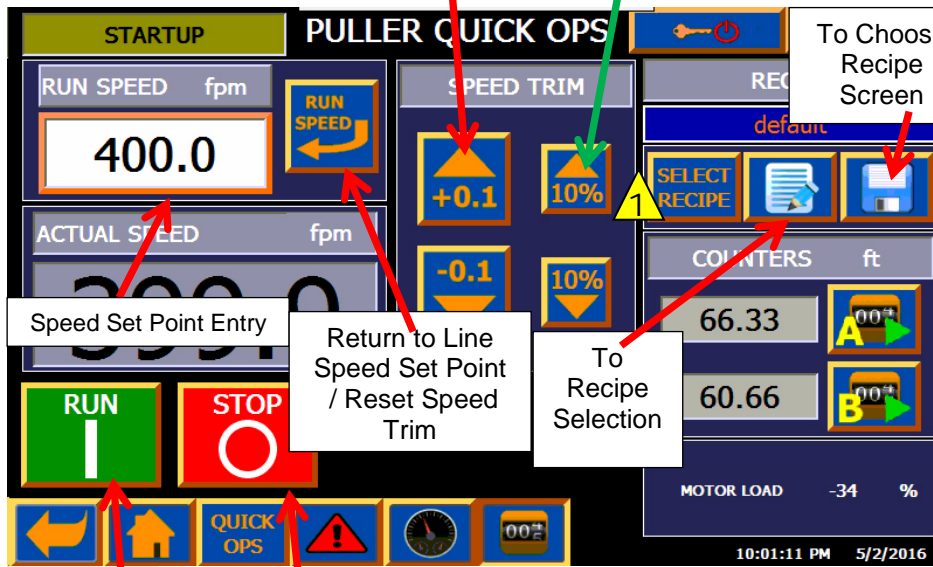 STARTUP
PULLER QUICK OPS
To Choos
Recipe
Screen
RUN SPEED fpm
RUN
SPEED
400.0
SPEED TRIM
REC
default
+0.1
10%
1
SELECT
RECIPE
ACTUAL SPEED fpm
-0.1
10%
COUNTERS ft
Speed Set Point Entry
Return to Line
Speed Set Point
/ Reset Speed
Trim
To
Recipe
Selection
66.33
A
60.66
B
RUN
STOP
MOTOR LOAD -34 %
QUICK
OPS
10:01:11 PM 5/2/2016